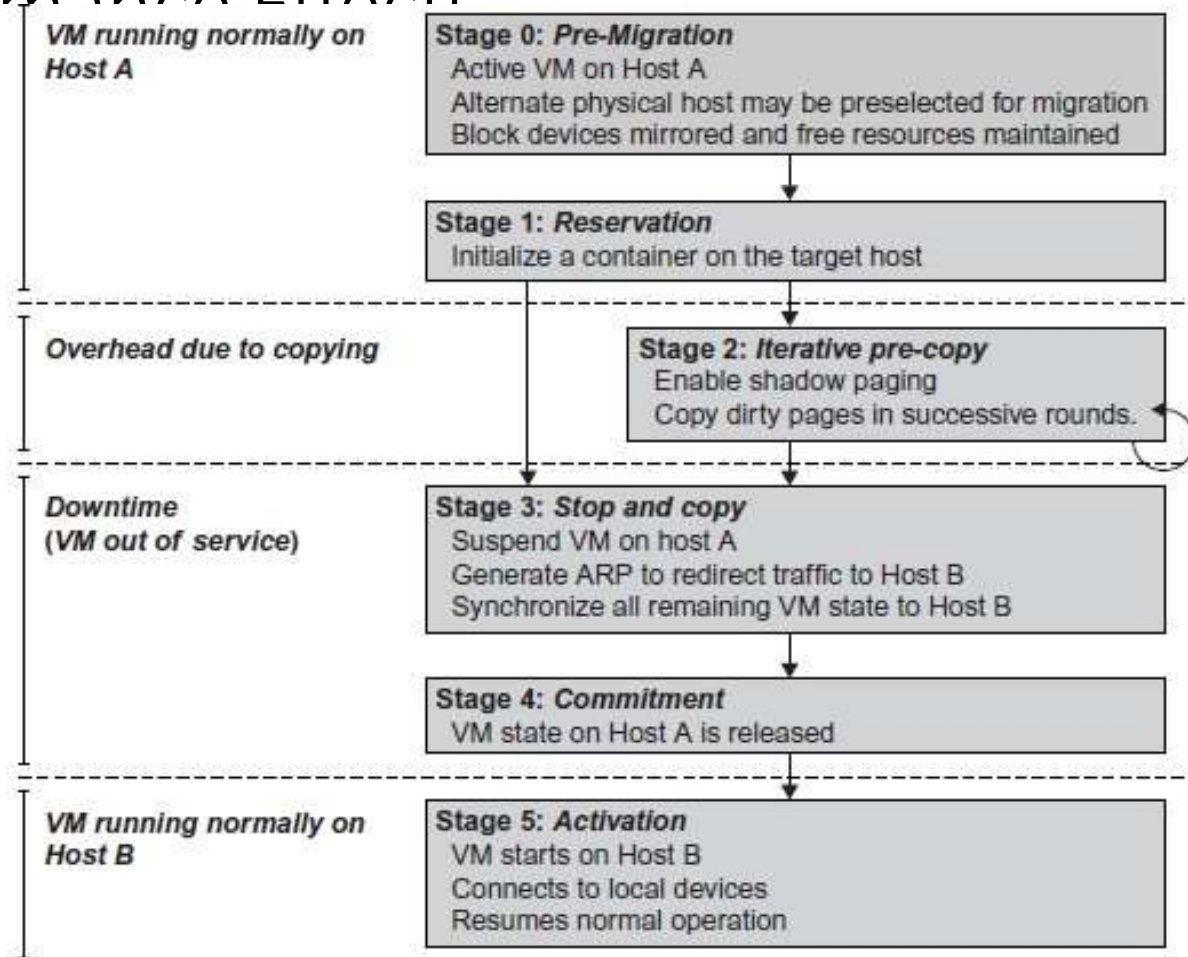 VM running normally on
Host A
Stage 0: Pre-Migration
Active VM on Host A
Alternate physical host may be preselected for migration
Block devices mirrored and free resources maintained
Stage 1: Reservation
Initialize a container on the target host
Overhead due to copying
Stage 2: Iterative pre-copy
Enable shadow paging
Copy dirty pages in successive rounds.
Downtime
(VM out of service)
Stage 3: Stop and copy
Suspend VM on host A
Generate ARP to redirect traffic to Host B
Synchronize all remaining VM state to Host B
Stage 4: Commitment
VM state on Host A is released
VM running normally on
Host B
Stage 5: Activation
VM starts on Host B
Connects to local devices
Resumes normal operation